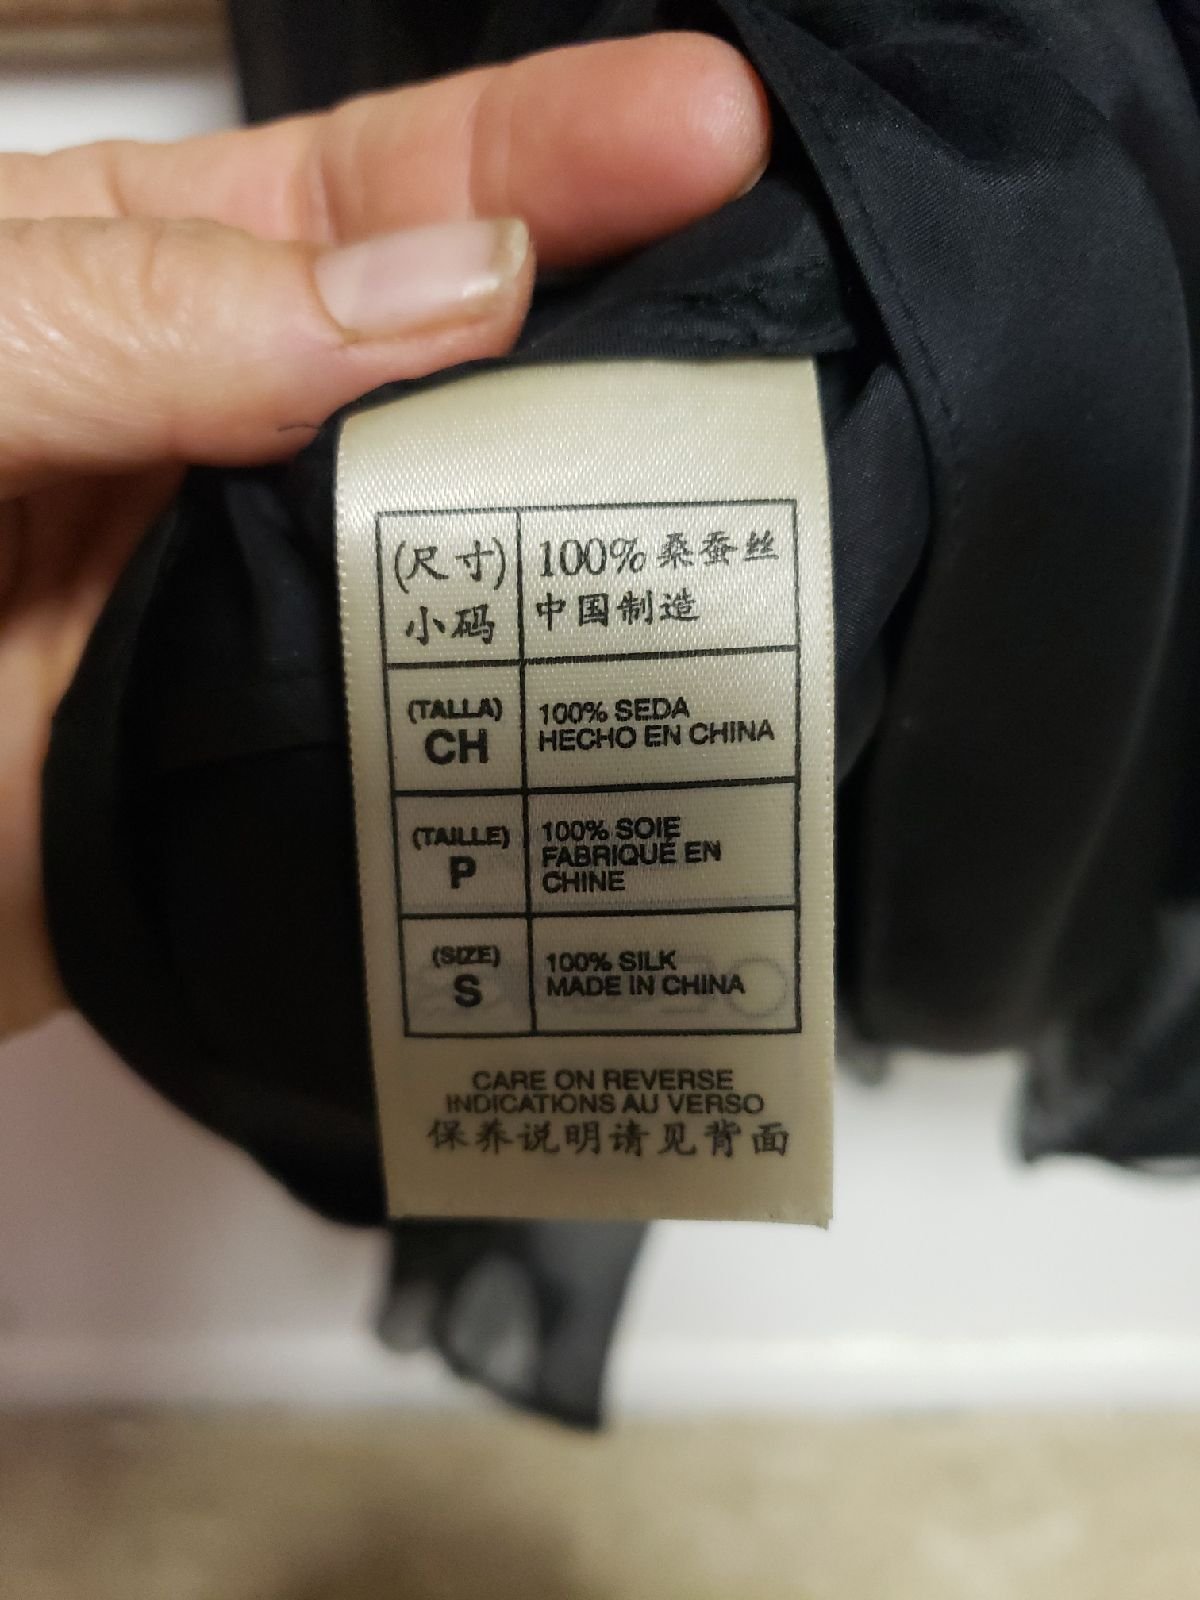 (尺寸)
小码
100%桑蚕丝
中国制造
(TALLA)
CH
100% SEDA
HECHO EN CHINA
(TAILLE)
P
100% SOIE
FABRIQUÉ EN
CHINE
(SIZE)
S
100% SILK
MADE IN CHINA
CARE ON REVERSE
INDICATIONS AU VERSO
保养说明请见背面